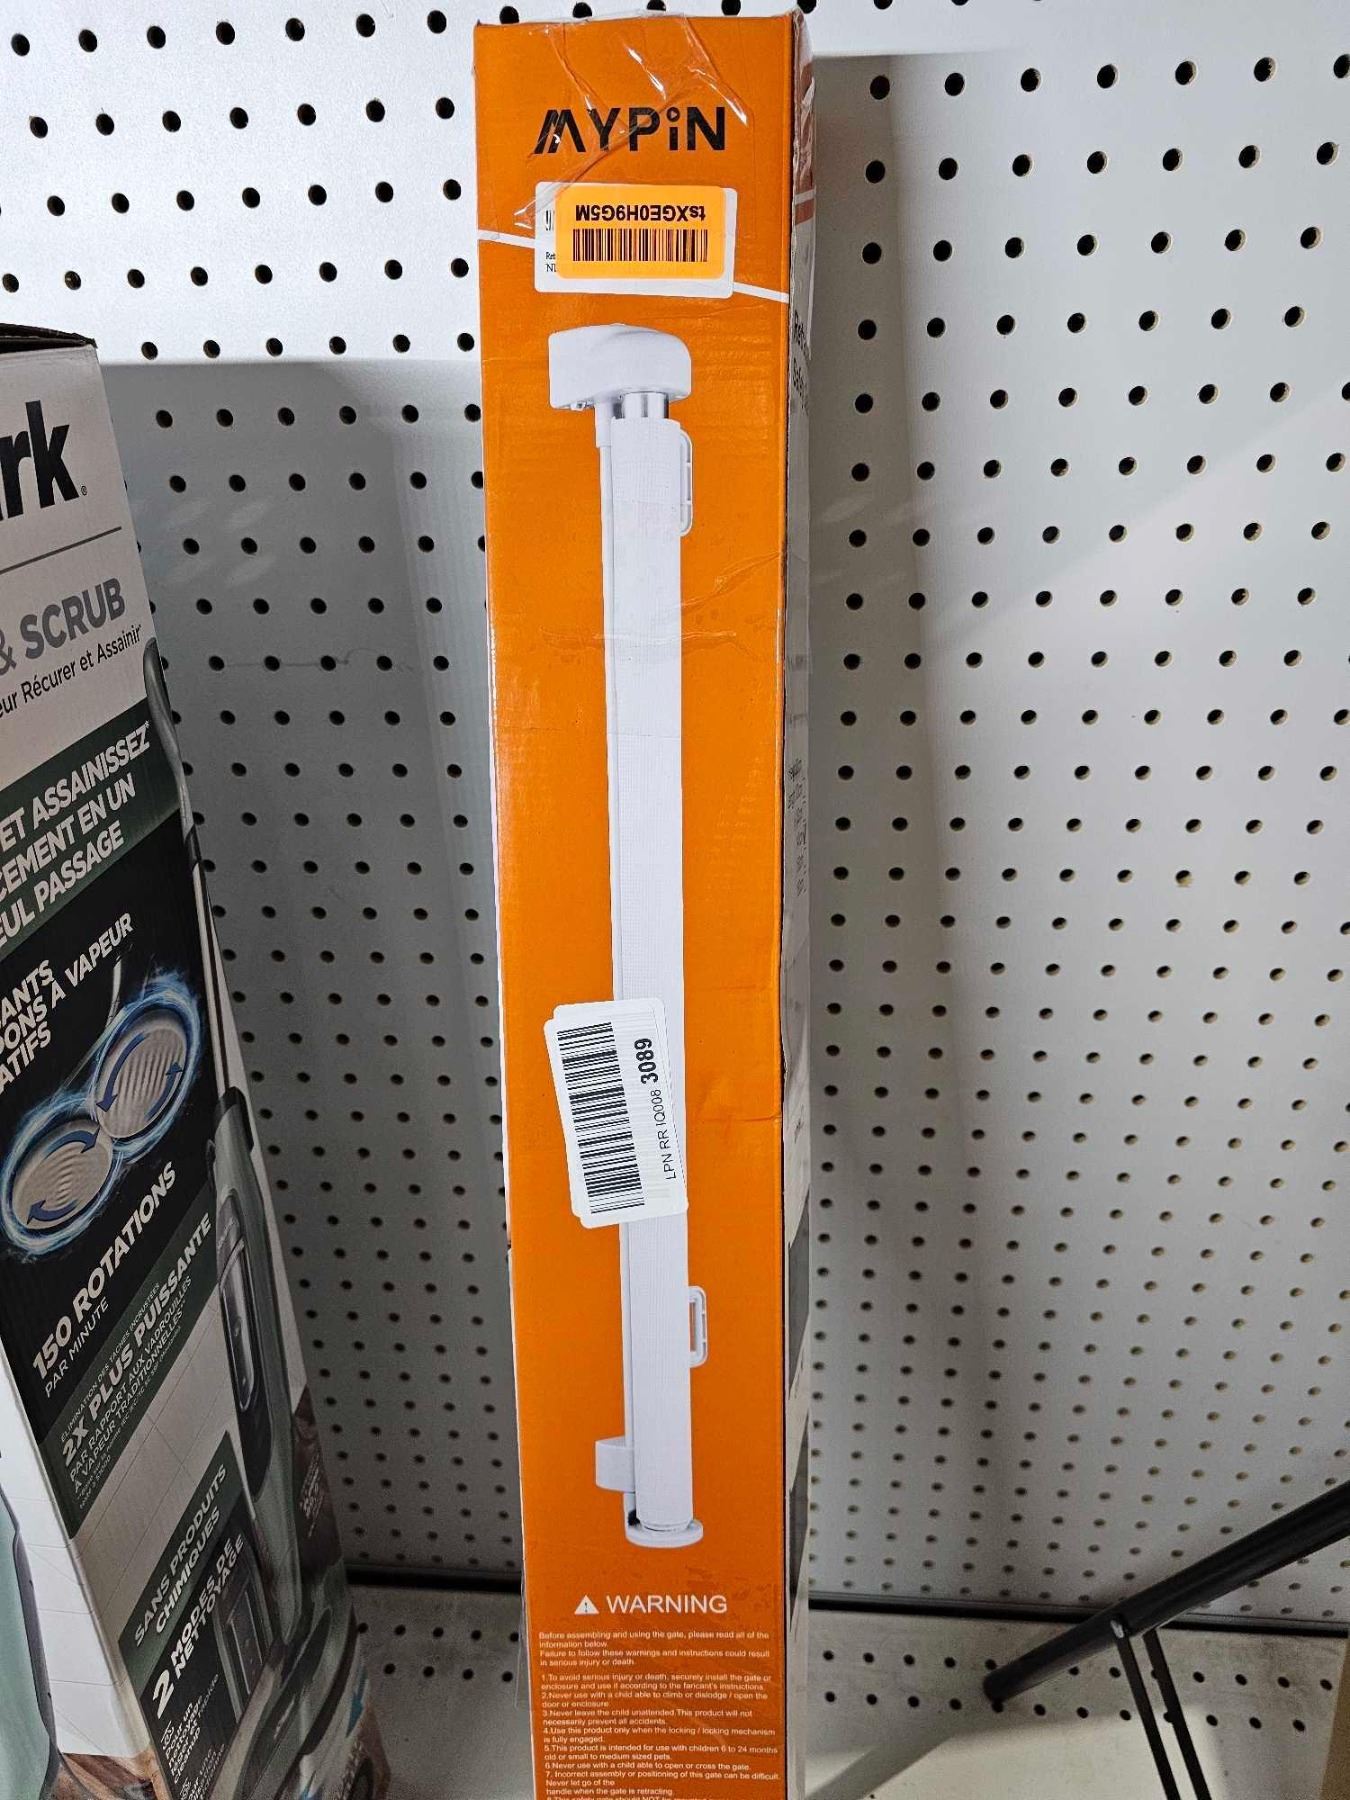 MYPiN
tsXGE0H9G5M
LPN RR IQ008 3089
WARNING
Before assembling and using the gate, please read all of the
information below
Failure to follow these warnings and instructions could result
in serious injury or death.
1.To avoid serious injury or death, securely install the gate or
enclosure and use it according to the faricant's instructions.
2.Never use with a child able to climb or dislodge / open the
door or enclosure.
3.Never leave the child unattended.This product will not
necessarily prevent all accidents.
4.Use this product only when the locking / locking mechanism
is fully engaged.
5.This product is intended for use with children 6 to 24 months
old or small to medium sized pets.
6.Never use with a child able to open or cross the gate.
7. Incorrect assembly or positioning of this gate can be difficult.
Never let go of the
handle when the gate is retracting.
rk
& SCRUB
Récurer et Assainir
ET ASSAINISSEZ
EN UN
PASSAGE
À VAPEUR
150 ROTATIONS
PAR MINUTE
2X PLUS PUISSANTE
PAR RAPPORT AUX VADROUILLES
À VAPEUR TRADITIONNELLES
SANS PRODUITS
CHIMIQUES
2 MODES DE
NETTOYAGE